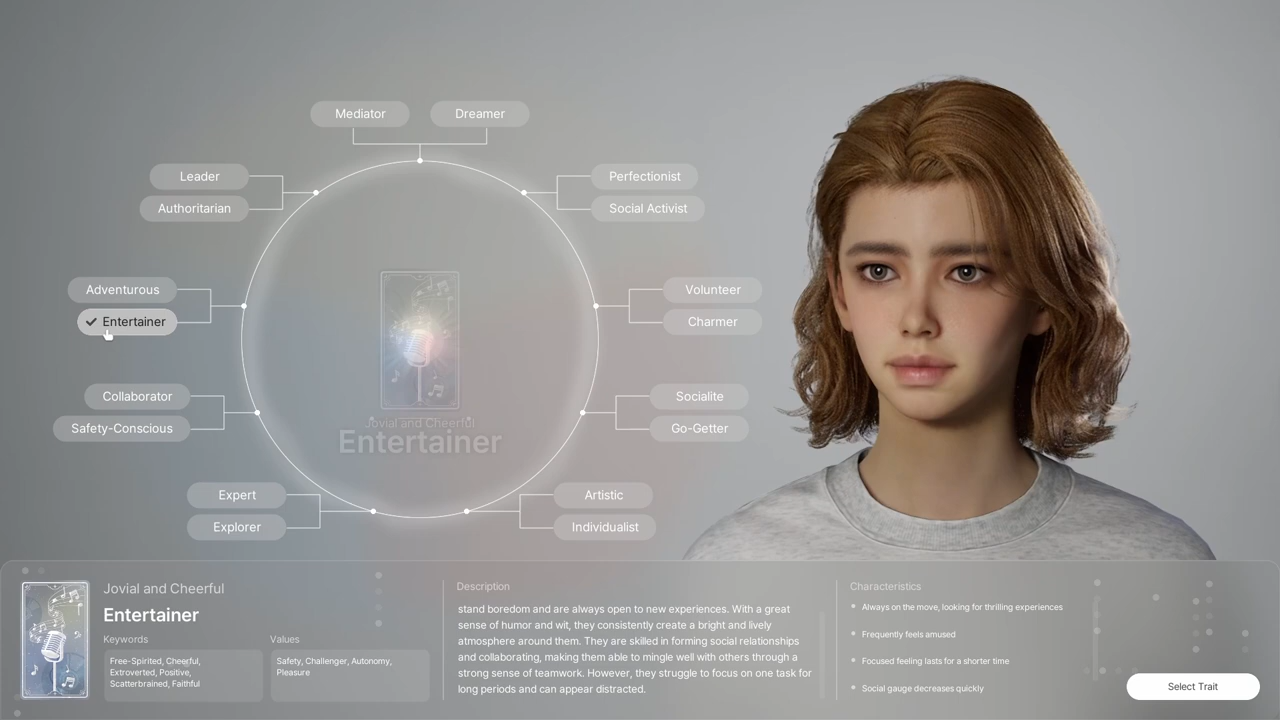 Mediator
Dreamer
Leader
Authoritarian
Perfectionist
Social Activist
Adventurous
Entertainer
Volunteer
Charmer
Collaborator
Safety-Conscious
Socialite
Go-Getter
Jovial and Cheerful
Entertainer
Expert
Explorer
Artistic
Individualist
Jovial and Cheerful
Entertainer
Keywords
Free-Spirited, Cheerful,
Extroverted, Positive,
Scatterbrained, Faithful
Values
Safety, Challenger, Autonomy,
Pleasure
Description
stand boredom and are always open to new experiences. With a great
sense of humor and wit, they consistently create a bright and lively
atmosphere around them. They are skilled in forming social relationships
and collaborating, making them able to mingle well with others through a
strong sense of teamwork. However, they struggle to focus on one task for
long periods and can appear distracted.
Characteristics
Always on the move, looking for thrilling experiences
Frequently feels amused
Focused feeling lasts for a shorter time
Social gauge decreases quickly
Select Trait